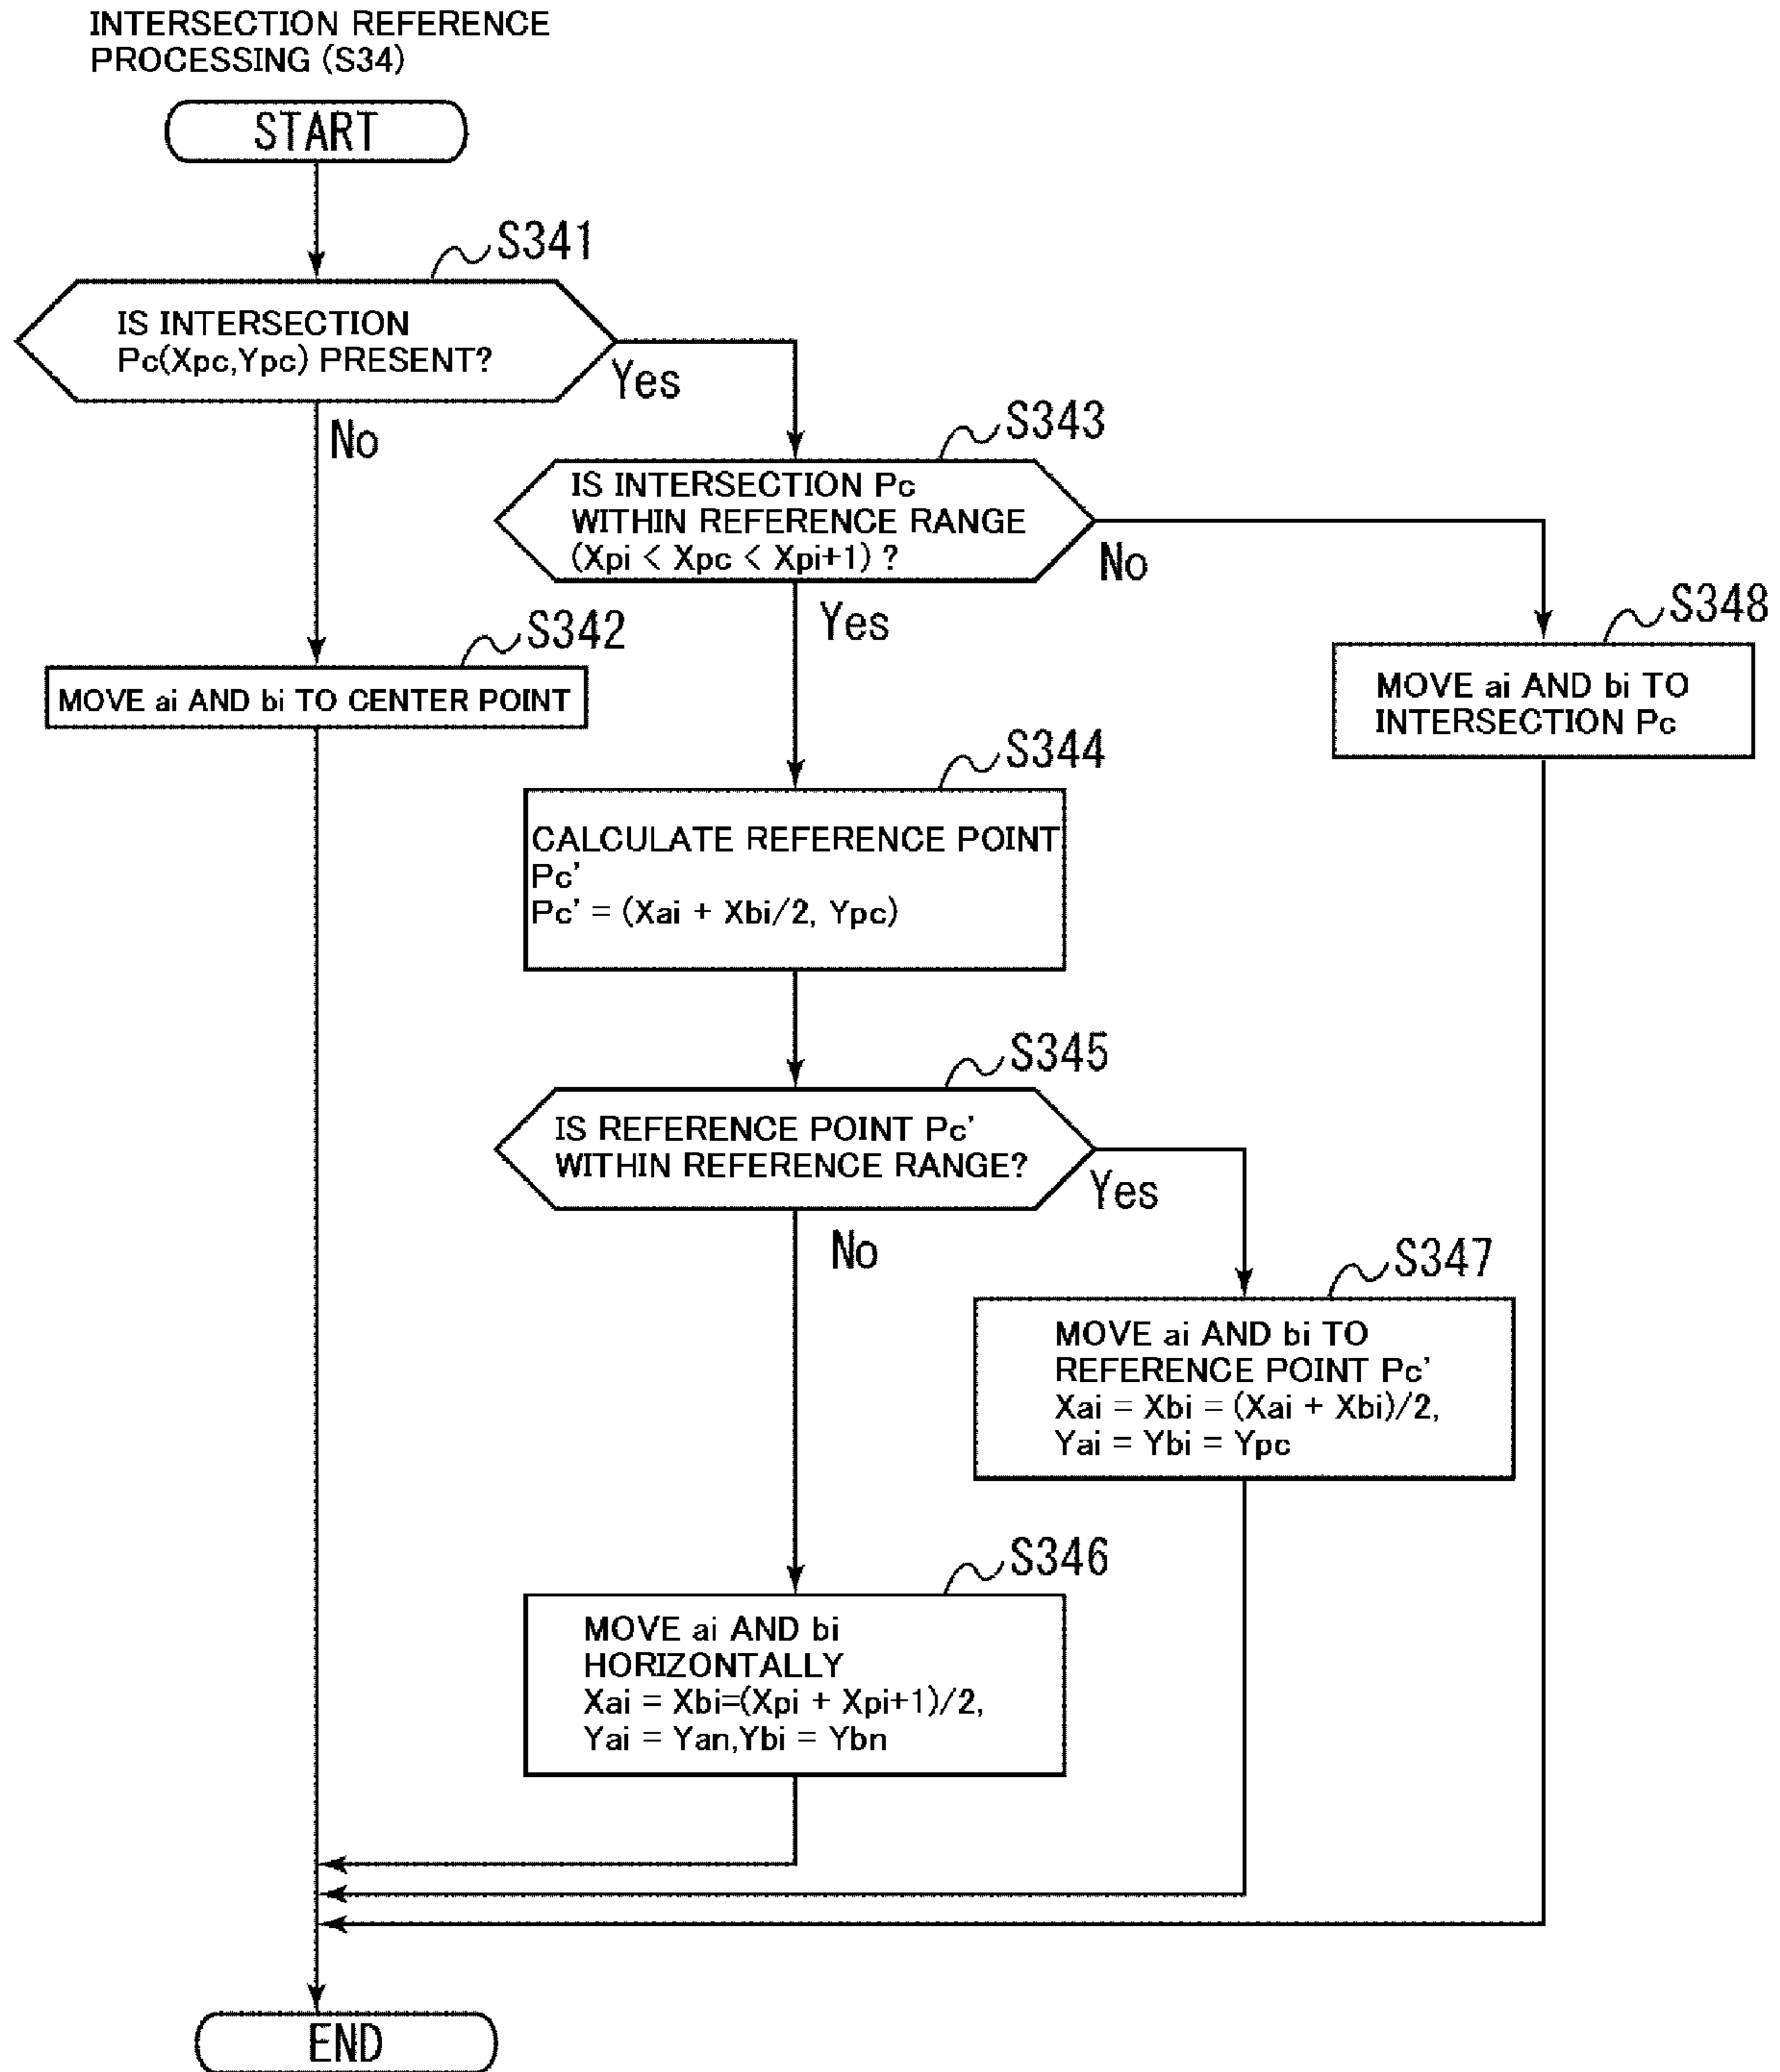 INTERSECTION REFERENCE
PROCESSING (S34)
START
S341
IS INTERSECTION
Pc(Xpc,Ypc) PRESENT?
Yes
No
S343
IS INTERSECTION Pc
WITHIN REFERENCE RANGE
(Xpi < Xpc < Xpi+1) ?
No
Yes
S342
MOVE ai AND bi TO CENTER POINT
S348
MOVE ai AND bi TO
INTERSECTION Pc
S344
CALCULATE REFERENCE POINT
Pc'
Pc' = (Xai + Xbi/2, Ypc)
S345
IS REFERENCE POINT Pc'
WITHIN REFERENCE RANGE?
Yes
No
S347
MOVE ai AND bi TO
REFERENCE POINT Pc'
Xai = Xbi = (Xai + Xbi)/2,
Yai = Ybi = Ypc
S346
MOVE ai AND bi
HORIZONTALLY
Xai = Xbi=(Xpi + Xpi+1)/2,
Yai = Yan,Ybi = Ybn
END